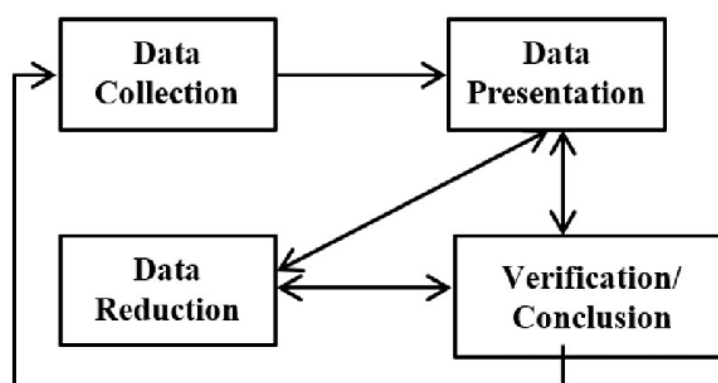 Data
Collection
Data
Presentation
Data
Reduction
Verification/
Conclusion